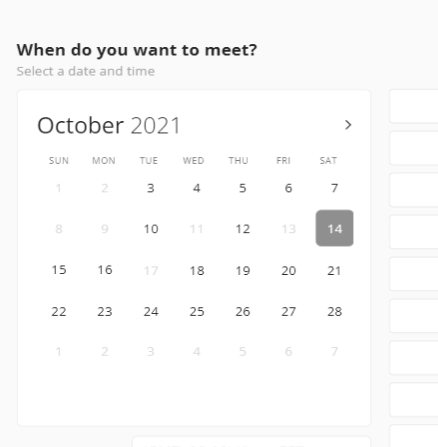 When do you want to meet?
Select a date and time
October 2021 >
SUN MON TUE WED THU FRI SAT
1 2 3 4 5 6 7
8 9 10 11 12 13 14
15 16 17 18 19 20 21
22 23 24 25 26 27 28
1 2 3 4 5 6 7